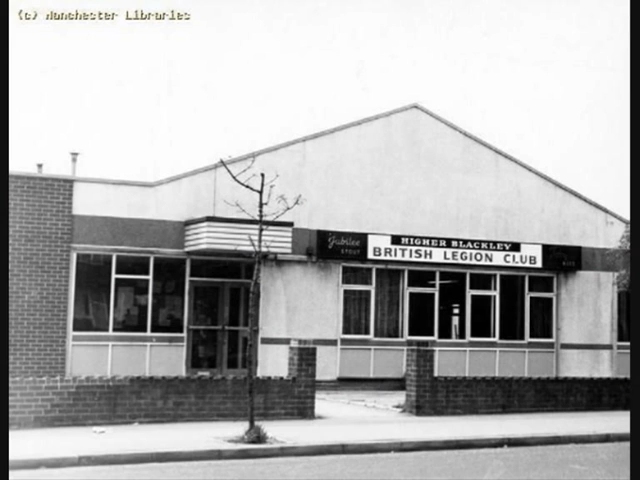 (c) Manchester Libraries
Jubilee
STOUT
HIGHER BLACKLEY
BRITISH LEGION CLUB